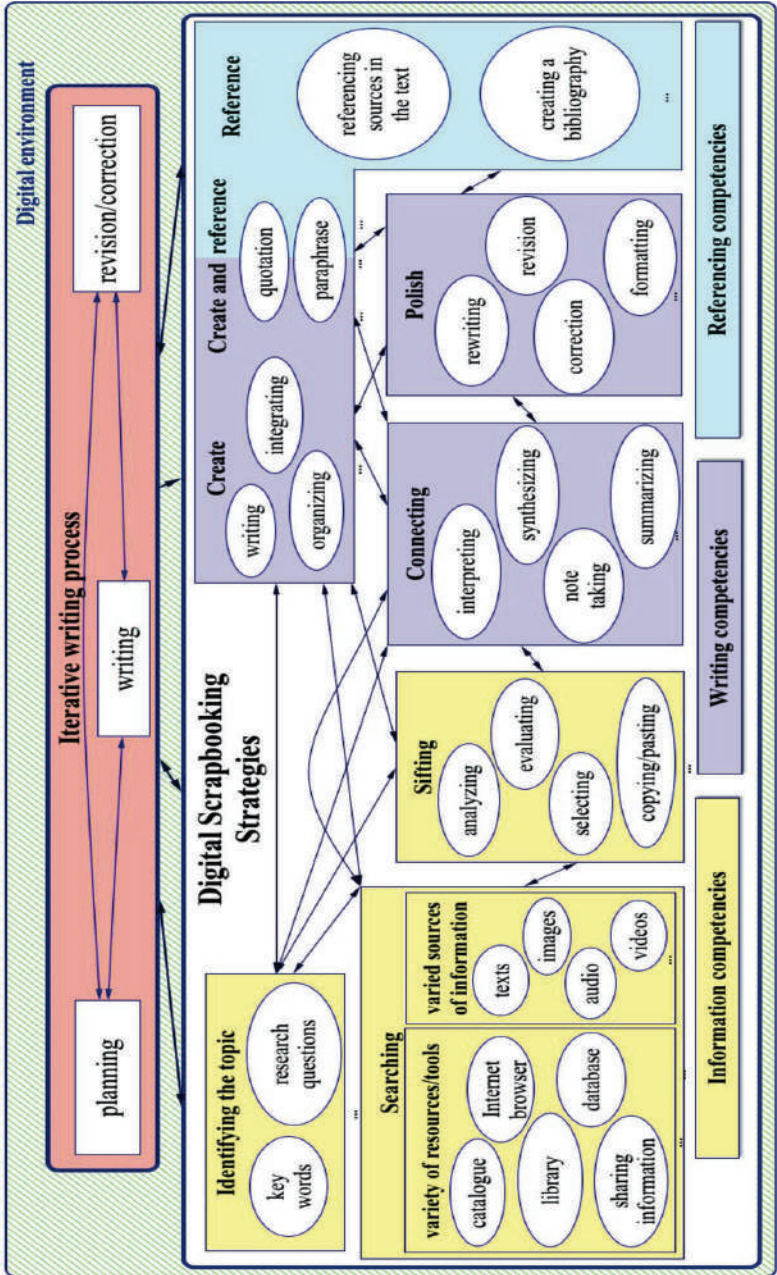 Digital environment
Iterative writing process
planning
writing
revision/correction
Digital Scrapbooking
Strategies
Identifying the topic
key
words
research
questions
...
Searching
variety of resources/tools
catalogue
Internet
browser
library
database
sharing
information
...
varied sources
of information
texts
images
audio
videos
...
...
Sifting
analyzing
evaluating
selecting
copying/pasting
...
Connecting
interpreting
synthesizing
note
taking
summarizing
...
Create
writing
integrating
organizing
...
Create and reference
quotation
paraphrase
...
...
...
Polish
rewriting
revision
correction
formatting
...
Reference
referencing
sources in
the text
creating a
bibliography
...
Information competencies
Writing competencies
Referencing competencies